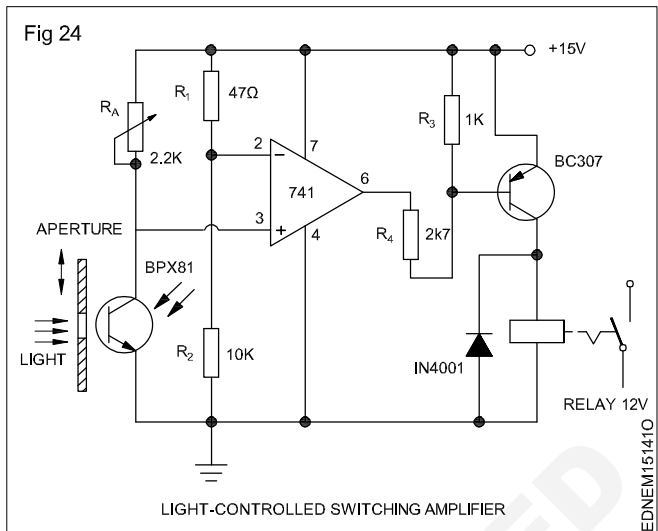 Fig 24
+15V
R1
47Ω
RA
2.2K
2
7
3
4
6
741
R3
1K
BC307
R4
2k7
APERTURE
BPX81
LIGHT
R2
10K
IN4001
RELAY 12V
LIGHT-CONTROLLED SWITCHING AMPLIFIER
EDNEM15141O